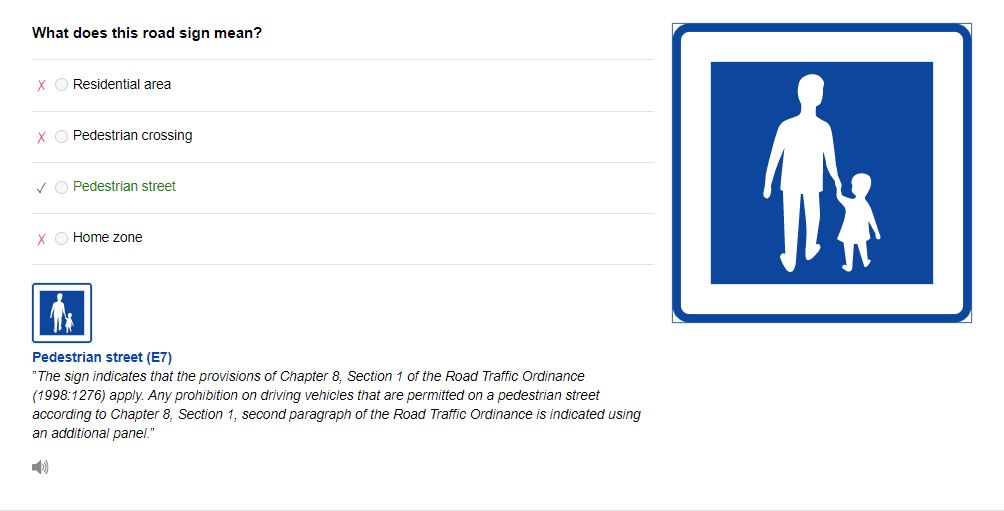 What does this road sign mean?
Residential area
Pedestrian crossing
Pedestrian street
Home zone
Pedestrian street (E7)
"The sign indicates that the provisions of Chapter 8, Section 1 of the Road Traffic Ordinance
(1998:1276) apply. Any prohibition on driving vehicles that are permitted on a pedestrian street
according to Chapter 8, Section 1, second paragraph of the Road Traffic Ordinance is indicated using
an additional panel."